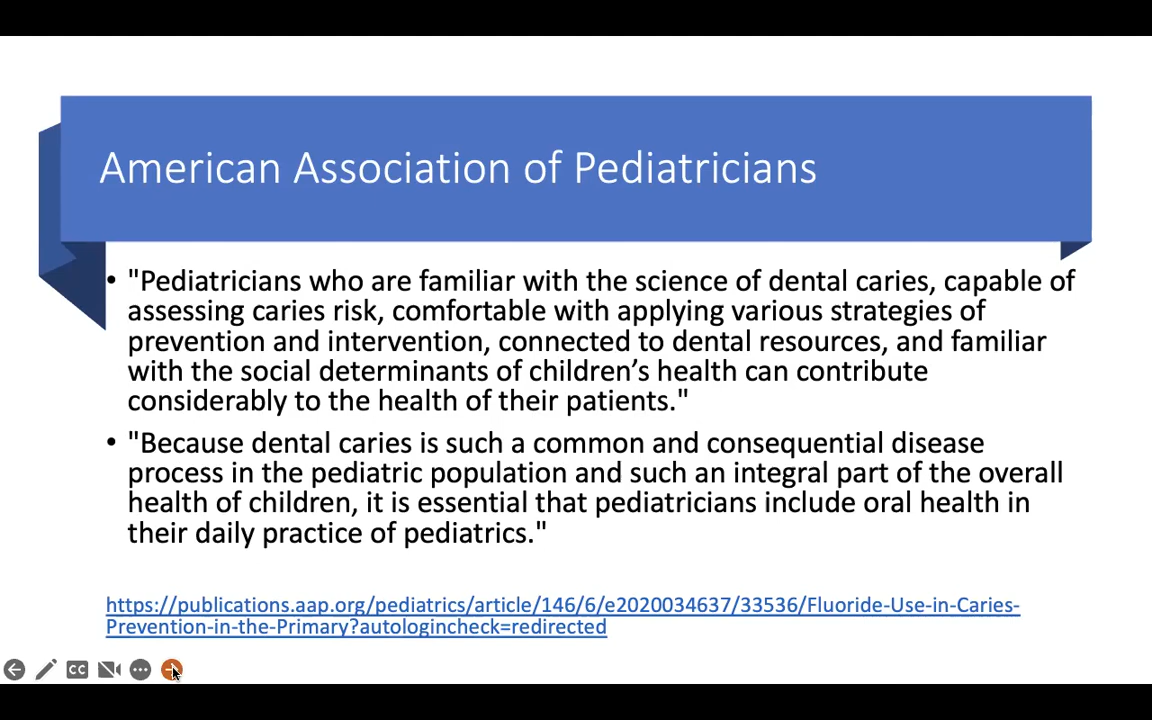 American Association of Pediatricians
• "Pediatricians who are familiar with the science of dental caries, capable of
assessing caries risk, comfortable with applying various strategies of
prevention and intervention, connected to dental resources, and familiar
with the social determinants of children’s health can contribute
considerably to the health of their patients."
• "Because dental caries is such a common and consequential disease
process in the pediatric population and such an integral part of the overall
health of children, it is essential that pediatricians include oral health in
their daily practice of pediatrics."
https://publications.aap.org/pediatrics/article/146/6/e2020034637/33536/Fluoride-Use-in-Caries-
Prevention-in-the-Primary?autologincheck=redirected
CC